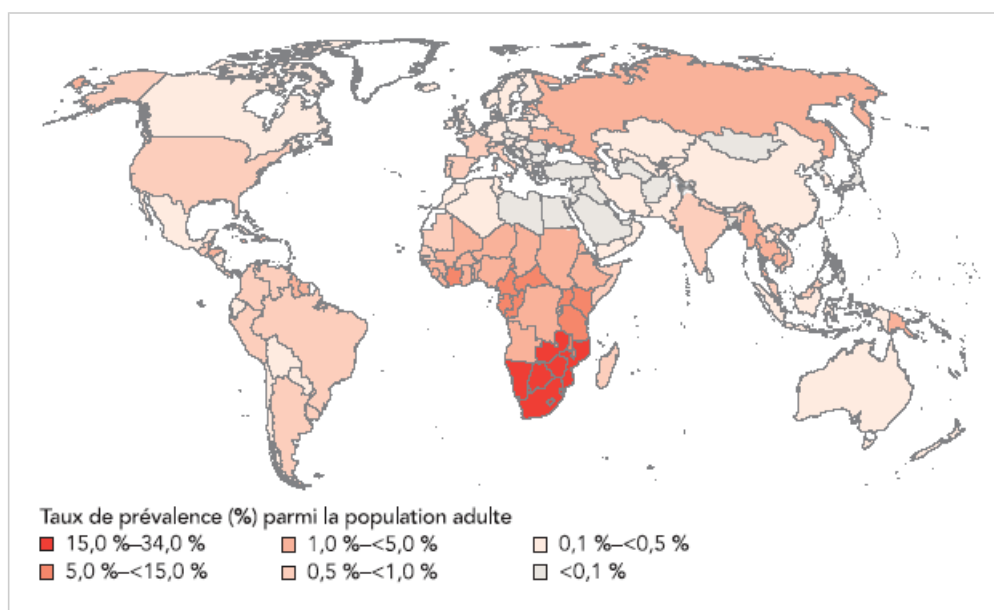 Taux de prévalence (%) parmi la population adulte
15,0 %–34,0 %
5,0 %–<15,0 %
1,0 %–<5,0 %
0,5 %–<1,0 %
0,1 %–<0,5 %
<0,1 %